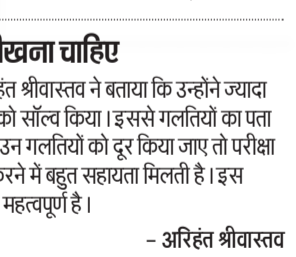 खना चाहिए
हंत श्रीवास्तव ने बताया कि उन्होंने ज्यादा
को सॉल्व किया। इससे गलतियों का पता
उन गलतियों को दूर किया जाए तो परीक्षा
रने में बहुत सहायता मिलती है। इस
महत्वपूर्ण है।
– अरिहंत श्रीवास्तव